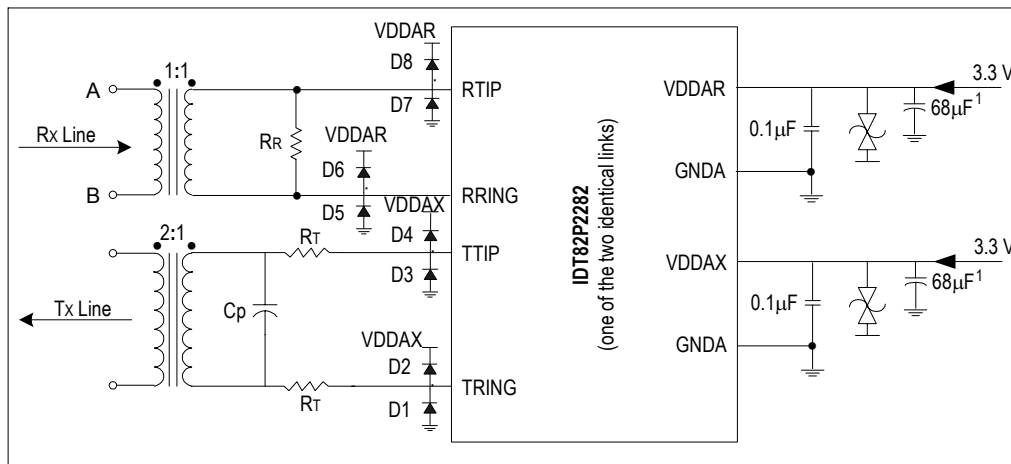 VDDAR
D8
D7
1:1
A
Rx Line
B
RR
VDDAR
D6
D5
RTIP
RRING
VDDAX
D4
D3
2:1
RT
TTIP
Tx Line
Cp
VDDAX
D2
D1
RT
TRING
IDT82P2282
(one of the two identical links)
VDDAR
3.3 V
0.1µF
68µF1
GNDA
VDDAX
3.3 V
0.1µF
68µF1
GNDA